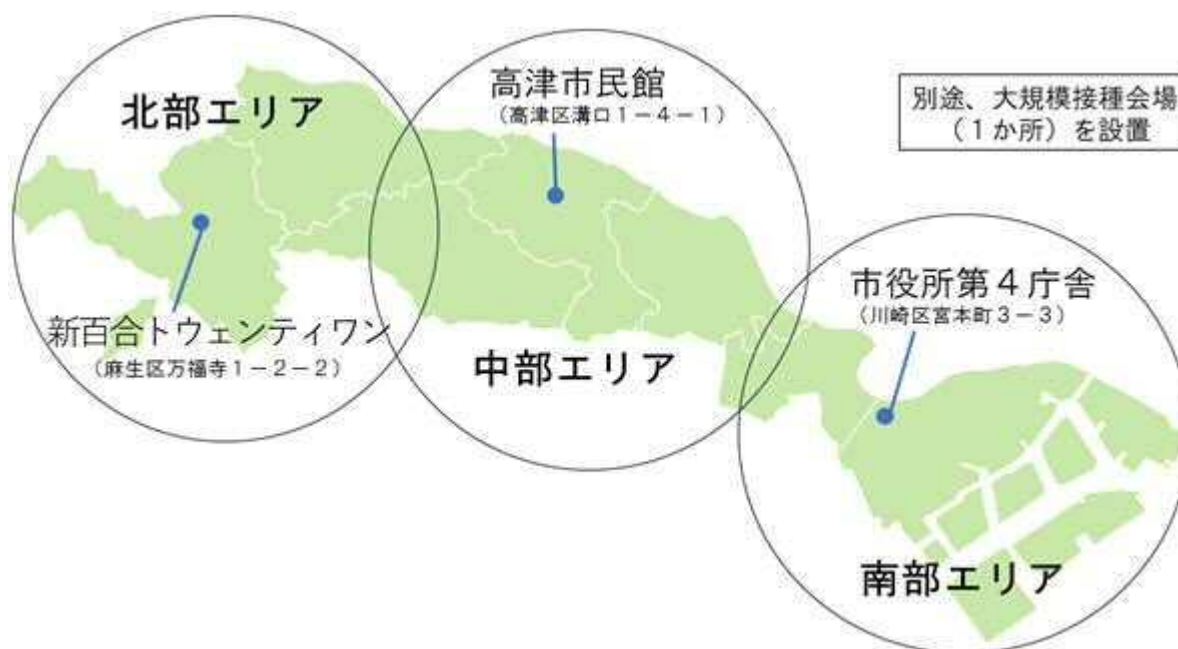 北部エリア
新百合トウェンティワン
(麻生区万福寺1－2－2)
高津市民館
(高津区溝口1－4－1)
中部エリア
別途、大規模接種会場
(1か所)を設置
市役所第4庁舎
(川崎区宮本町3－3)
南部エリア